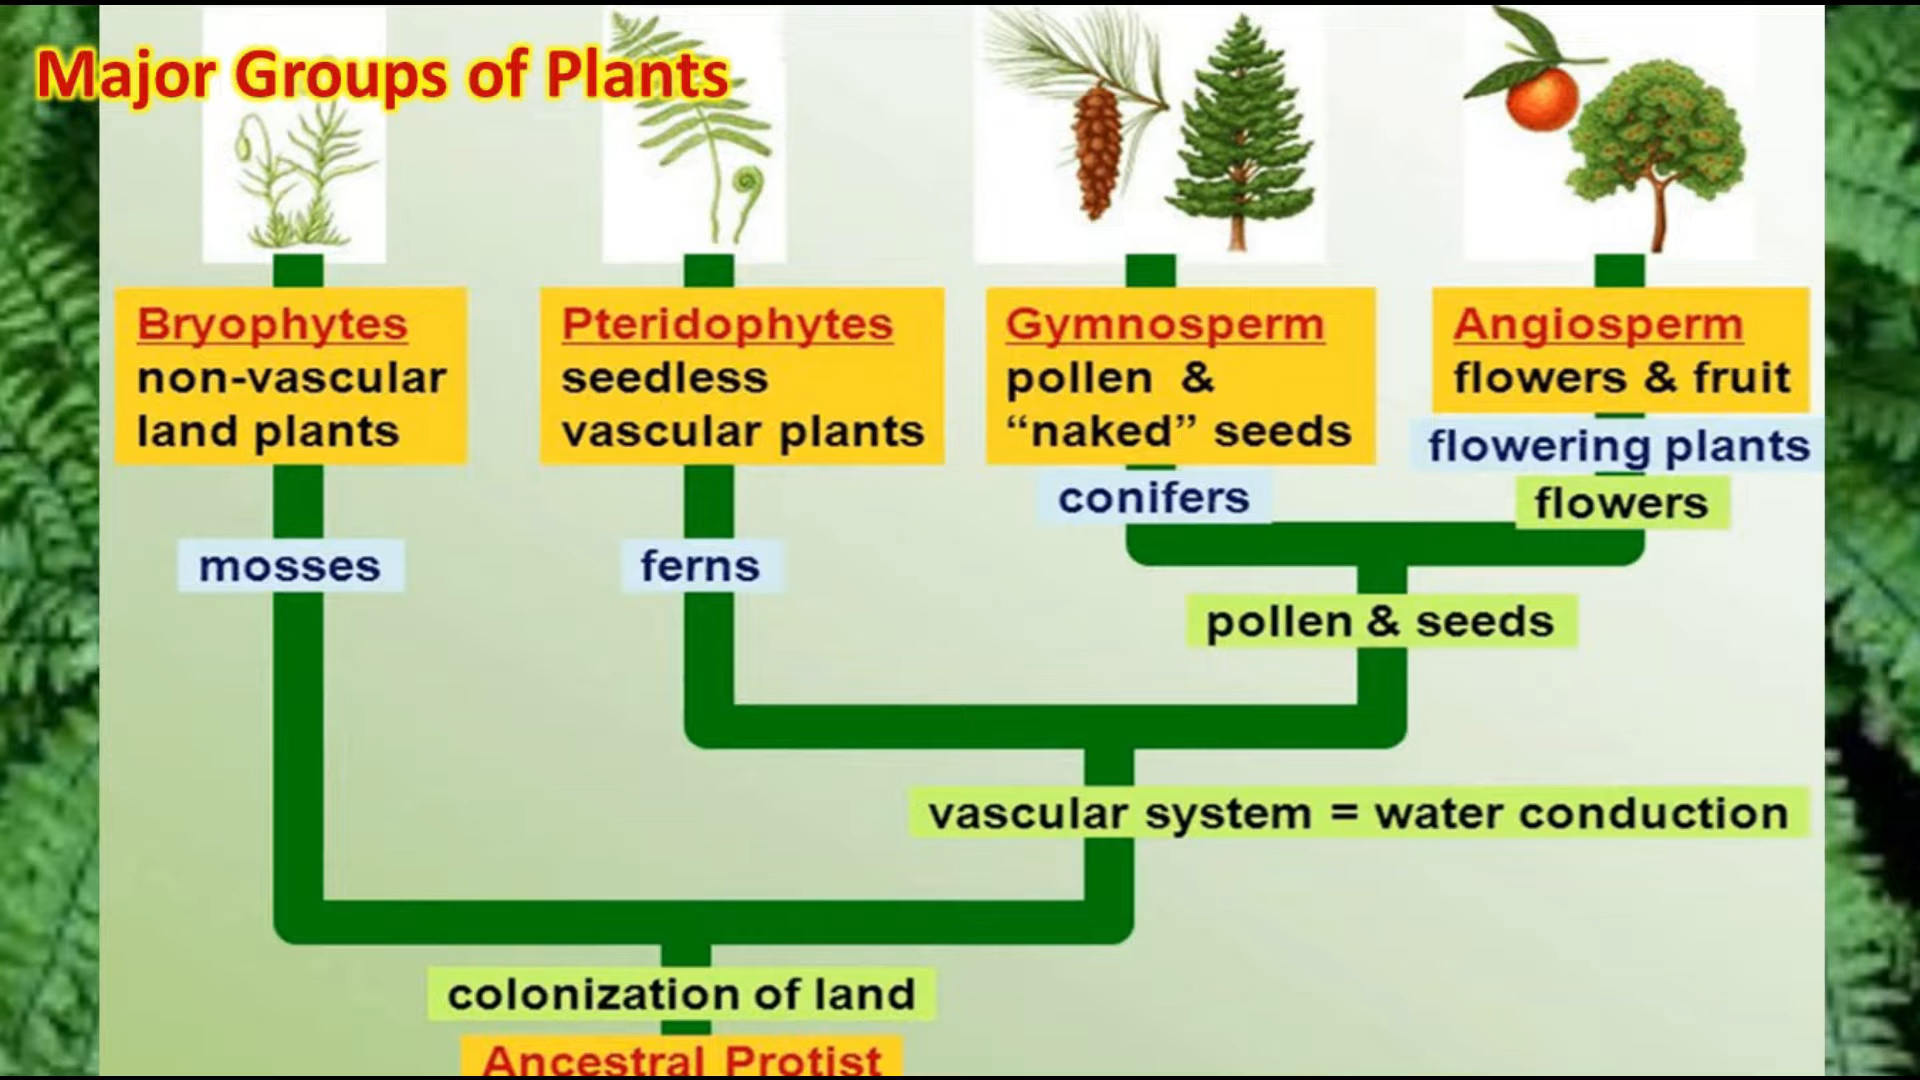 Major Groups of Plants
Bryophytes
non-vascular
land plants
Pteridophytes
seedless
vascular plants
Gymnosperm
pollen &
“naked” seeds
Angiosperm
flowers & fruit
flowering plants
conifers
flowers
mosses
ferns
pollen & seeds
vascular system = water conduction
colonization of land
Ancestral Protist